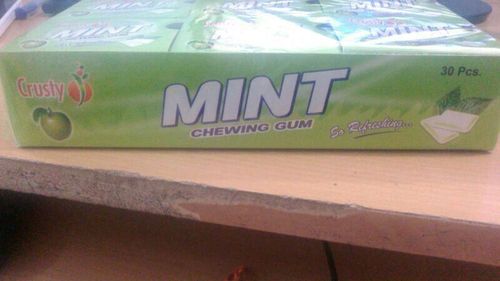 Crusty
MINT
CHEWING GUM
30 Pcs.
So Refreshing...